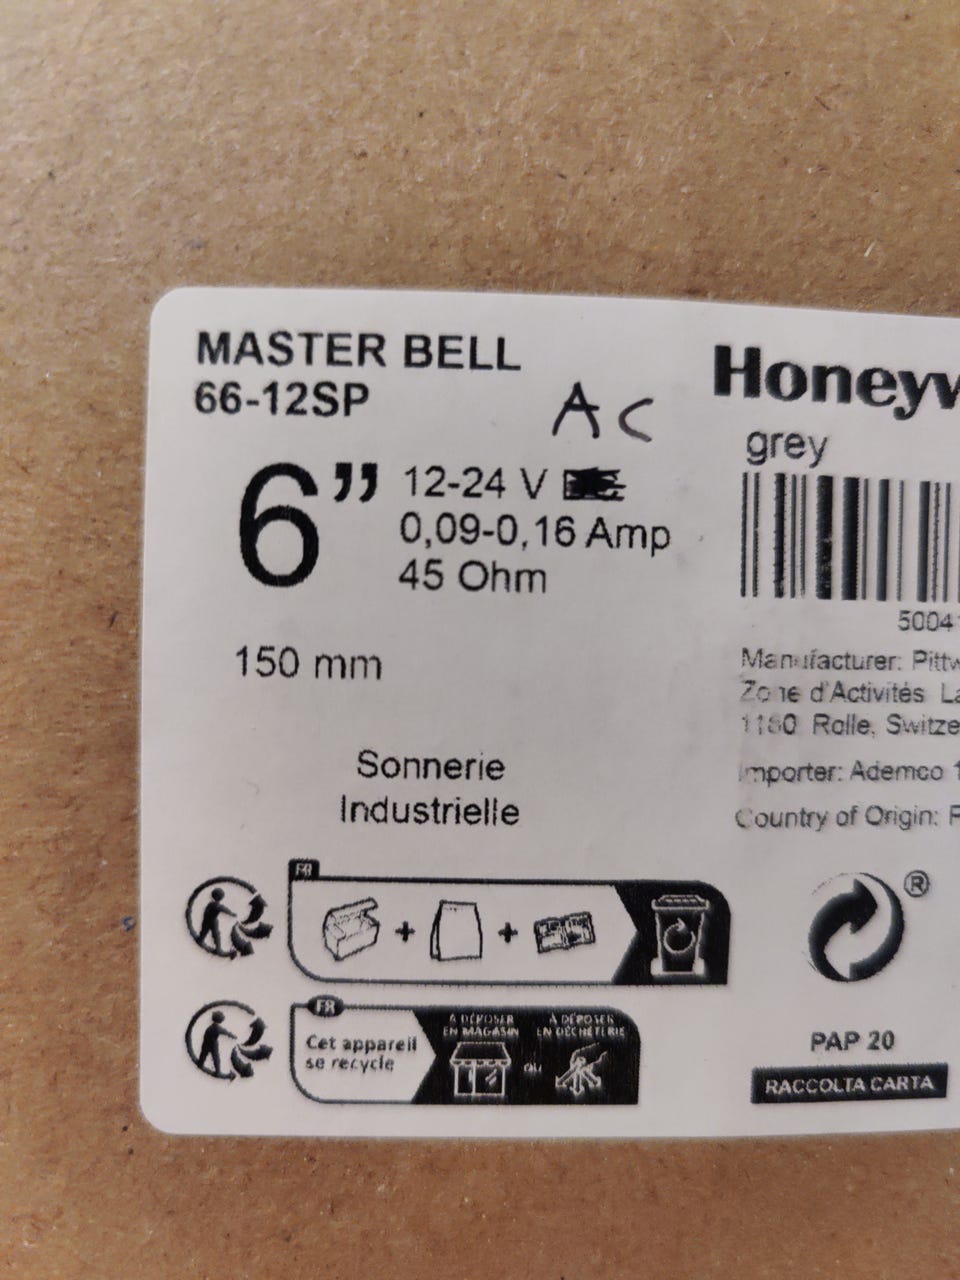 MASTER BELL
66-12SP
AC
6”
12-24 V
0,09-0,16 Amp
45 Ohm
150 mm
Sonnerie
Industrielle
Honeyw
grey
5004
Manufacturer: Pittw
Zone d'Activités La
1180 Rolle, Switze
Importer: Ademco 1
Country of Origin: F
FR
+ +
®
FR
Cet appareil
se recycle
À DÉPOSER
EN MAGASIN
ou
À DÉPOSER
EN DÉCHÈTERIE
PAP 20
RACCOLTA CARTA